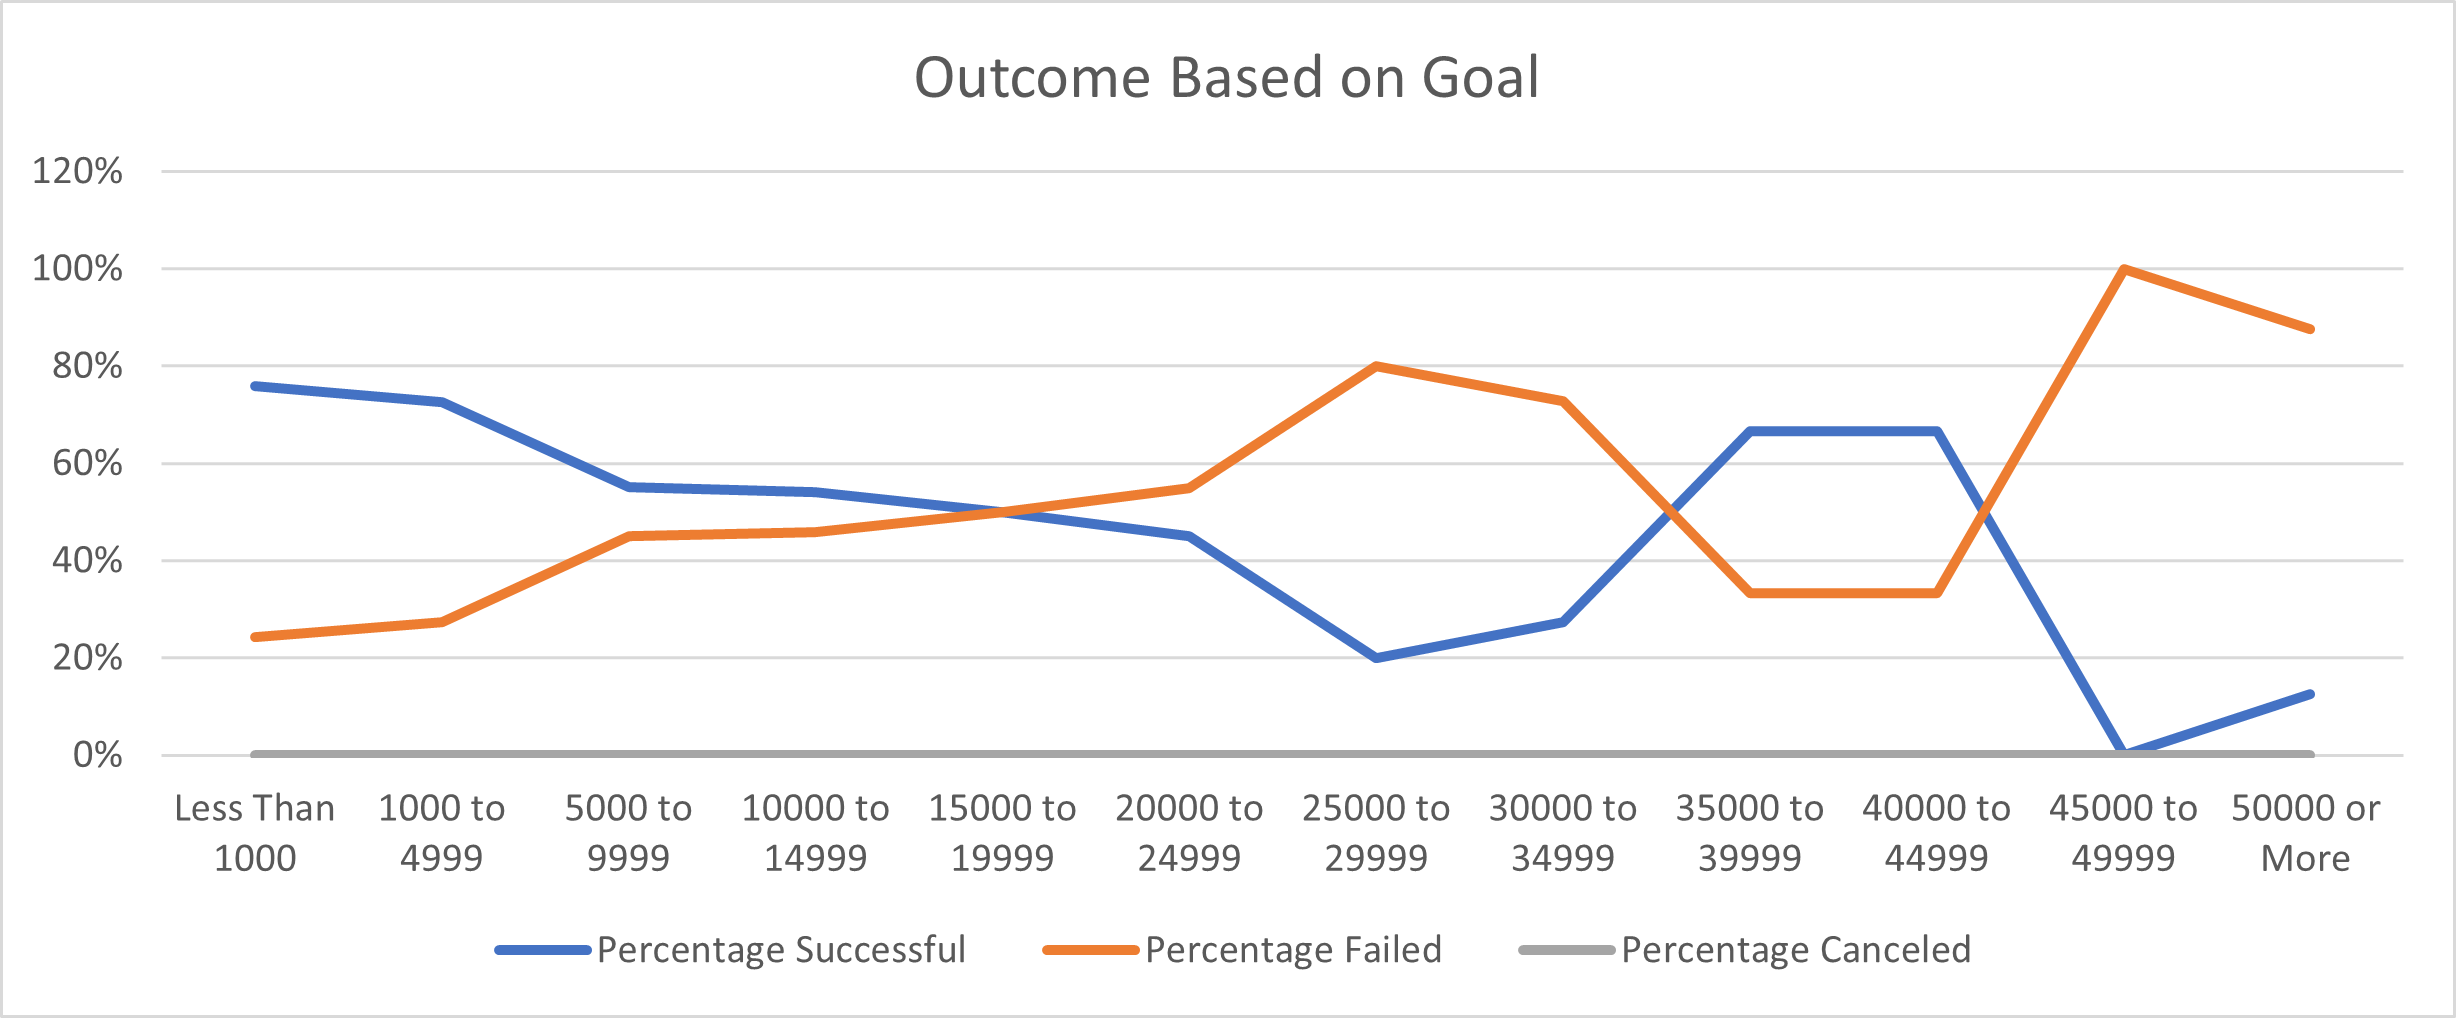 Outcome Based on Goal
120%
100%
80%
60%
40%
20%
0%
Less Than 1000 to 5000 to 10000 to 15000 to 20000 to 25000 to 30000 to 35000 to 40000 to 45000 to 50000 or
1000 4999 9999 14999 19999 24999 29999 34999 39999 44999 49999 More
Percentage Successful Percentage Failed Percentage Canceled